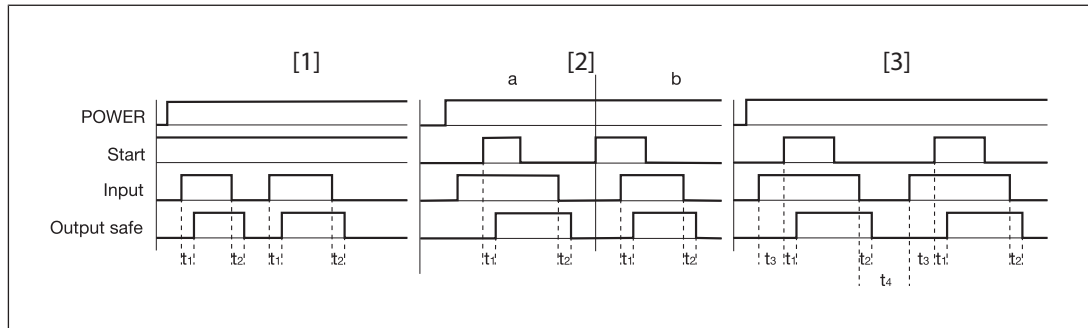 [1] [2] [3]
a b
POWER
Start
Input
Output safe
t1 t2 t1 t2 t1 t2 t1 t2 t3 t1 t2 t3 t1 t2
t4